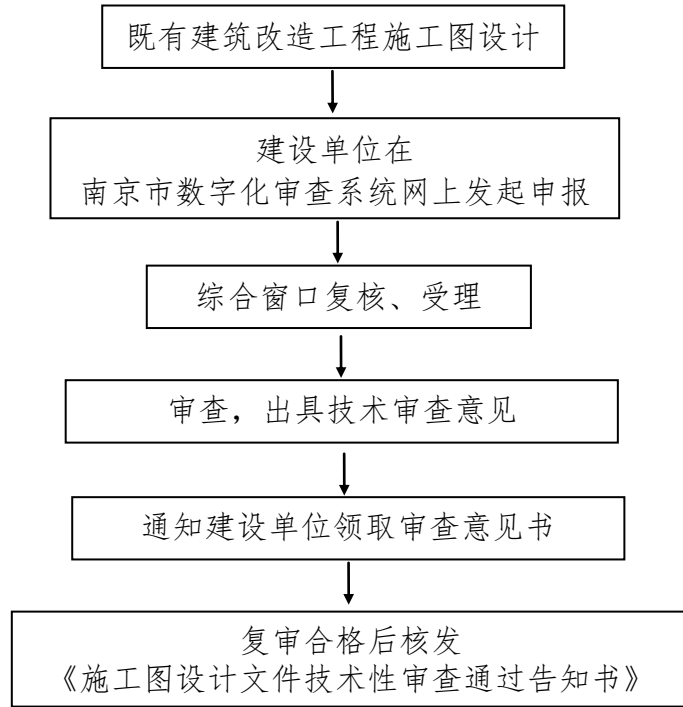 既有建筑改造工程施工图设计
建设单位在
南京市数字化审查系统网上发起申报
综合窗口复核、受理
审查，出具技术审查意见
通知建设单位领取审查意见书
复审合格后核发
《施工图设计文件技术性审查通过告知书》